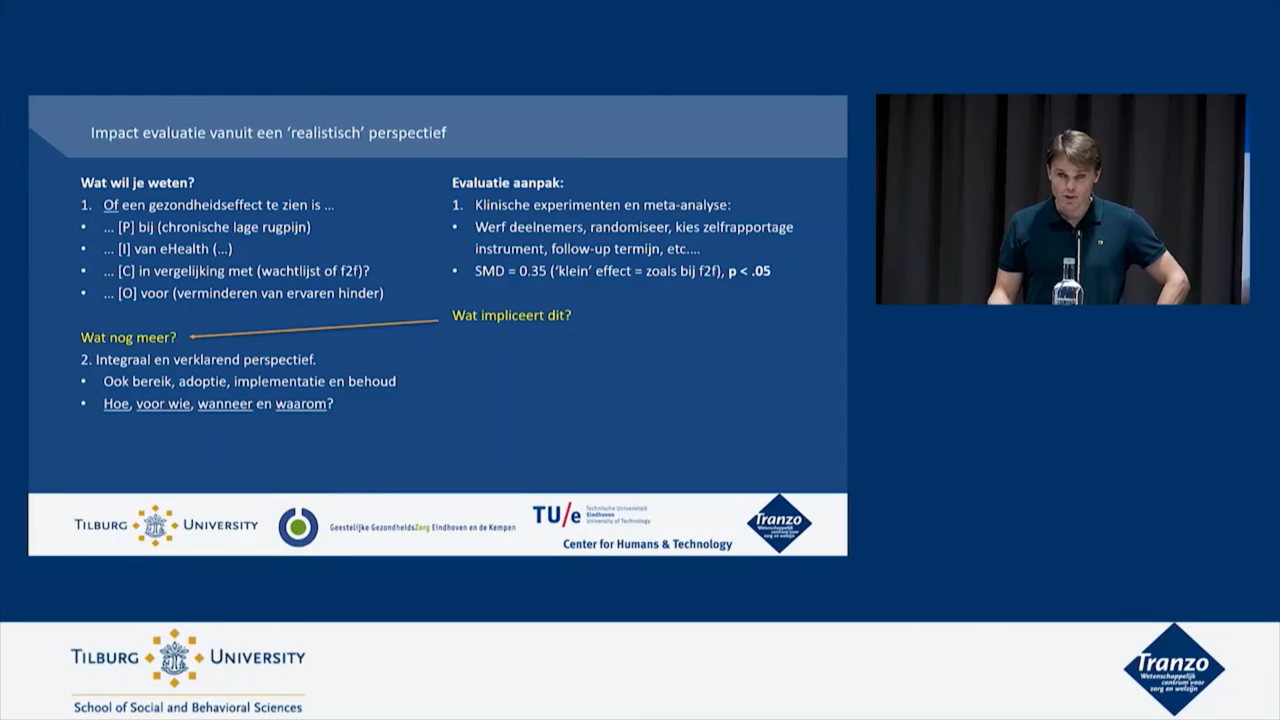 Impact evaluatie vanuit een ‘realistisch’ perspectief
Wat wil je weten?
1. Of een gezondheidseffect te zien is ...
• ... [P] bij (chronische lage rugpijn)
• ... [I] van eHealth (...)
• ... [C] in vergelijking met (wachtlijst of f2f)?
• ... [O] voor (verminderen van ervaren hinder)
Wat nog meer?
2. Integraal en verklarend perspectief.
• Ook bereik, adoptie, implementatie en behoud
• Hoe, voor wie, wanneer en waarom?
Evaluatie aanpak:
1. Klinische experimenten en meta-analyse:
• Werf deelnemers, randomiseer, kies zelfrapportage
instrument, follow-up termijn, etc....
• SMD = 0.35 (‘klein’ effect = zoals bij f2f), p < .05
Wat impliceert dit?
TILBURG UNIVERSITY
Geestelijke GezondheidsZorg Eindhoven en de Kempen
TU/e
Technische Universiteit
Eindhoven
University of Technology
Center for Humans & Technology
Tranzo
Wetenschappelijk
centrum voor
zorg en welzijn
TILBURG UNIVERSITY
School of Social and Behavioral Sciences
Tranzo
Wetenschappelijk
centrum voor
zorg en welzijn